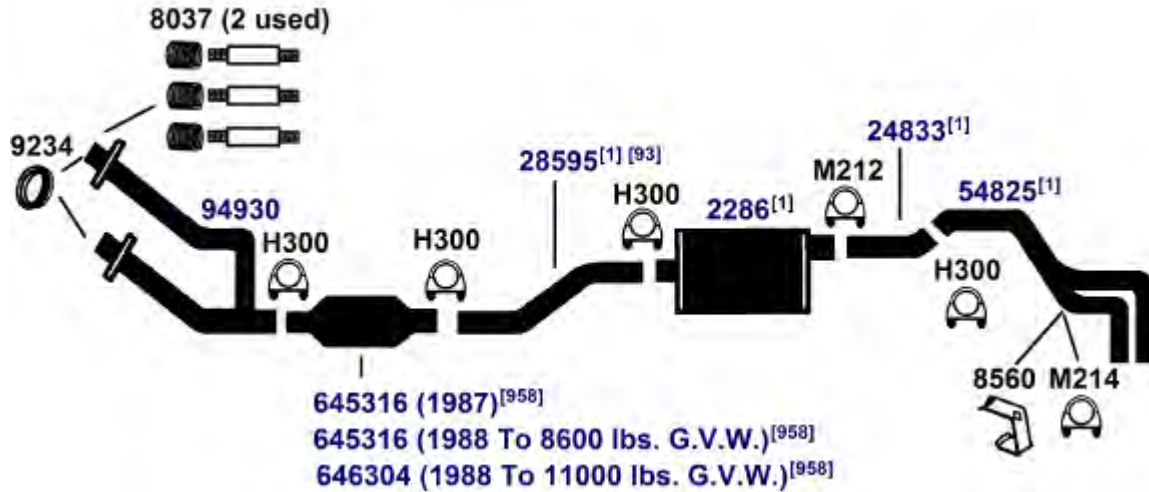 8037 (2 used)
9234
94930
H300
H300
28595[1] [93]
H300
2286[1]
M212
24833[1]
54825[1]
H300
8560 M214
645316 (1987)[958]
645316 (1988 To 8600 lbs. G.V.W.)[958]
646304 (1988 To 11000 lbs. G.V.W.)[958]